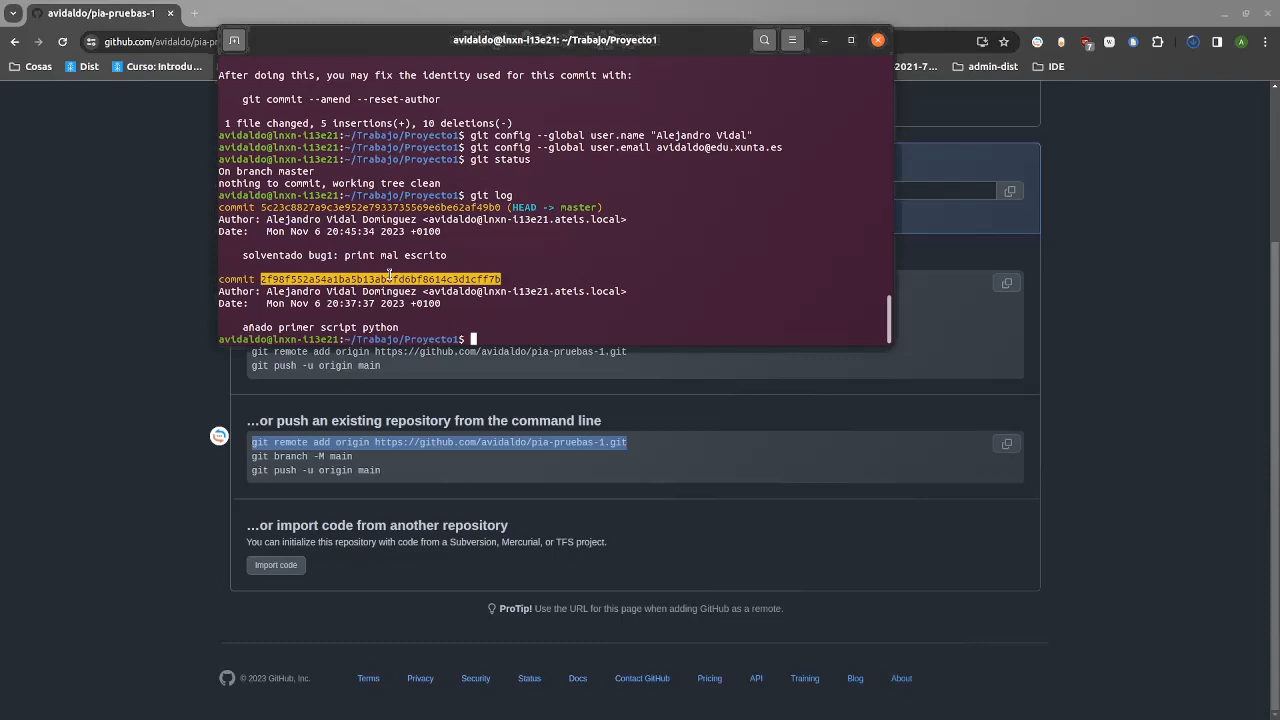 avidaldo/pia-pruebas-1
github.com/avidaldo/pia-p
Cosas
Dist
Curso: Introdu...
2021-7...
admin-dist
IDE
7
A
avidaldo@lnxn-i13e21: ~/Trabajo/Proyecto1
After doing this, you may fix the identity used for this commit with:
git commit --amend --reset-author
1 file changed, 5 insertions(+), 10 deletions(-)
avidaldo@lnxn-i13e21:~/Trabajo/Proyecto1$ git config --global user.name "Alejandro Vidal"
avidaldo@lnxn-i13e21:~/Trabajo/Proyecto1$ git config --global user.email avidaldo@edu.xunta.es
avidaldo@lnxn-i13e21:~/Trabajo/Proyecto1$ git status
On branch master
nothing to commit, working tree clean
avidaldo@lnxn-i13e21:~/Trabajo/Proyecto1$ git log
commit 5c23c8827a9c3e952e7933735569e6be62af49b0 (HEAD -> master)
Author: Alejandro Vidal Domínguez <avidaldo@lnxn-i13e21.ateis.local>
Date: Mon Nov 6 20:45:34 2023 +0100
solventado bug1: print mal escrito
commit
Author: Alejandro Vidal Domínguez <avidaldo@lnxn-i13e21.ateis.local>
Date: Mon Nov 6 20:37:37 2023 +0100
añado primer script python
avidaldo@lnxn-i13e21:~/Trabajo/Proyecto1$
git remote add origin https://github.com/avidaldo/pia-pruebas-1.git
git push -u origin main
...or push an existing repository from the command line
git remote add origin https://github.com/avidaldo/pia-pruebas-1.git
git branch -M main
git push -u origin main
...or import code from another repository
You can initialize this repository with code from a Subversion, Mercurial, or TFS project.
Import code
ProTip! Use the URL for this page when adding GitHub as a remote.
© 2023 GitHub, Inc. Terms Privacy Security Status Docs Contact GitHub Pricing API Training Blog About